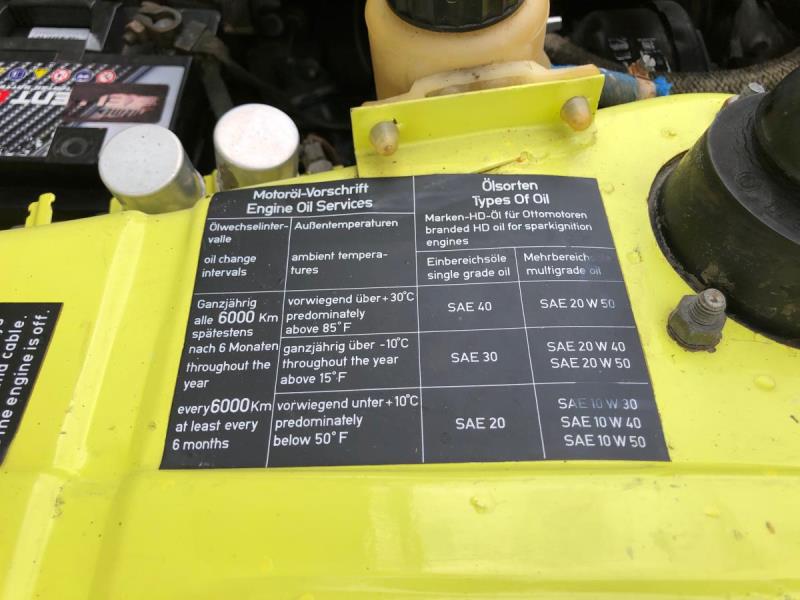 Motoröl-Vorschrift
Engine Oil Services
Ölsorten
Types Of Oil
Ölwechselinter-
valle
oil change
intervals
Außentemperaturen
ambient tempera-
tures
Marken-HD-Öl für Ottomotoren
branded HD oil for sparkignition
engines
Einbereichsöle
single grade oil
Mehrbereich
multigrade oil
Ganzjährig
alle 6000 Km
spätestens
nach 6 Monaten
throughout the
year
every 6000 Km
at least every
6 months
vorwiegend über +30°C
predominately
above 85°F
SAE 40
SAE 20 W 50
ganzjährig über -10°C
throughout the year
above 15°F
SAE 30
SAE 20 W 40
SAE 20 W 50
vorwiegend unter +10°C
predominately
below 50°F
SAE 20
SAE 10 W 30
SAE 10 W 40
SAE 10 W 50
nd cable.
the engine is off.